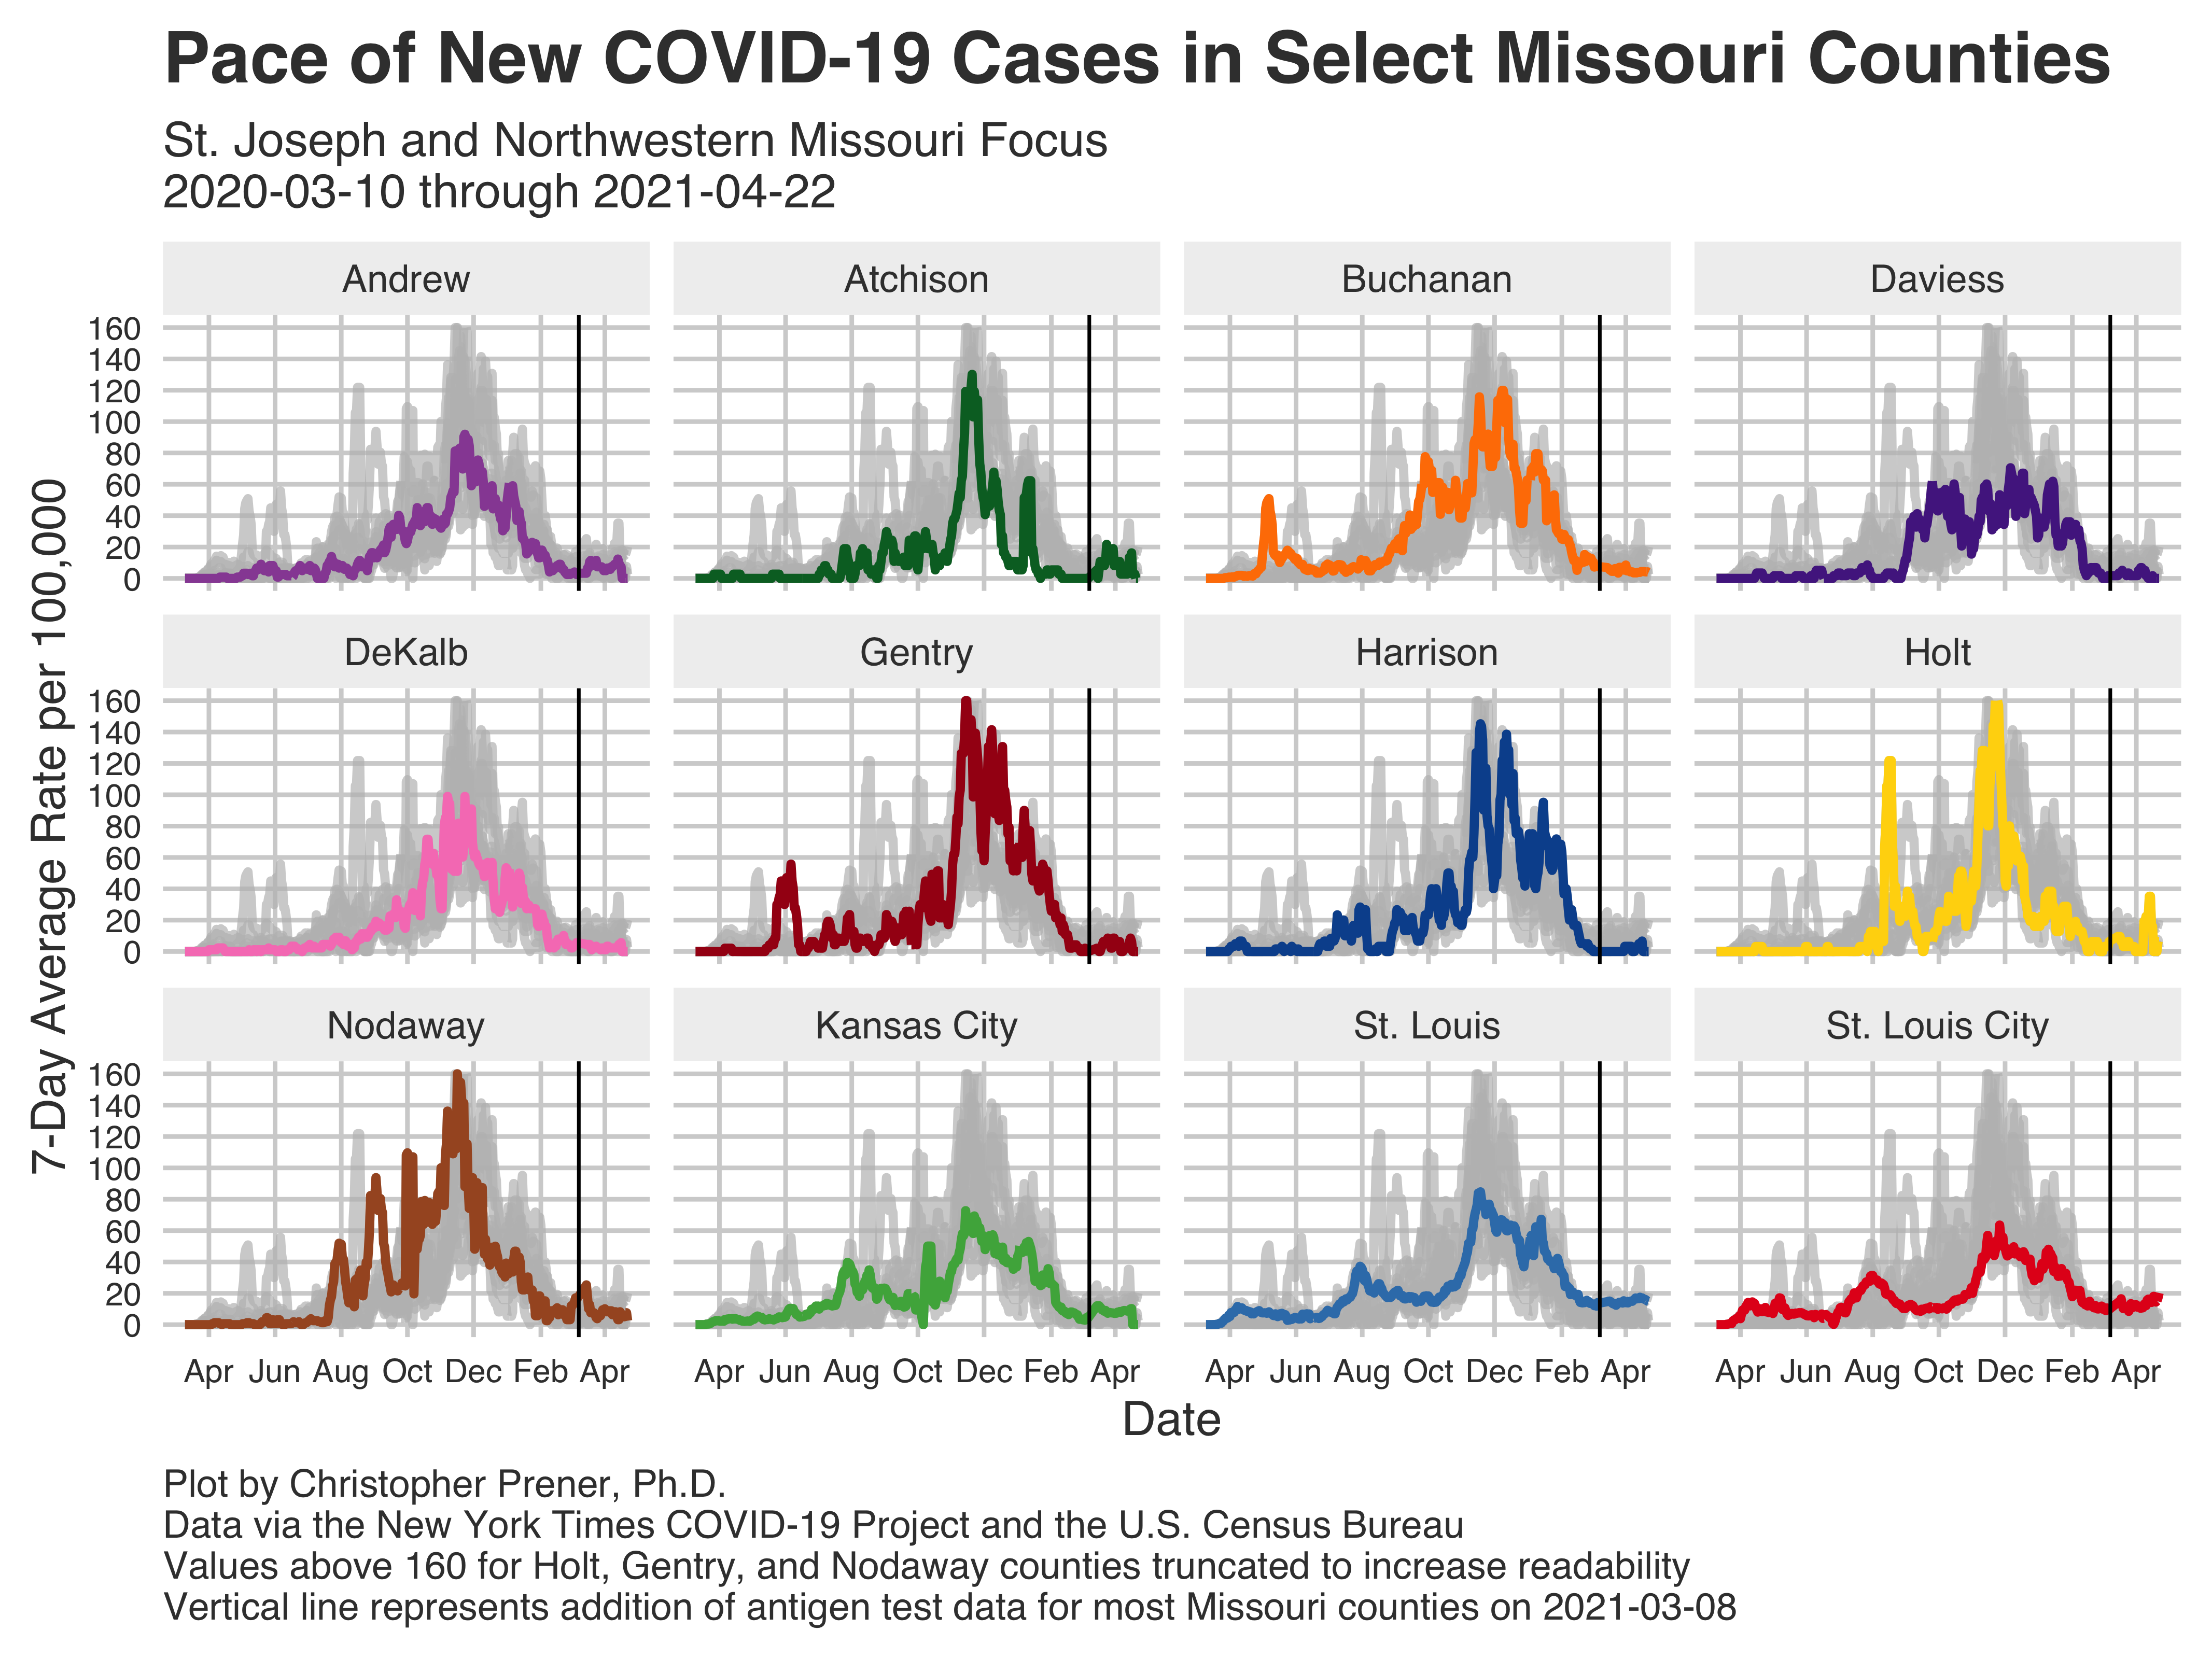 Pace of New COVID-19 Cases in Select Missouri Counties
St. Joseph and Northwestern Missouri Focus
2020-03-10 through 2021-04-22
7-Day Average Rate per 100,000
Andrew Atchison Buchanan Daviess
160
140
120
100
80
60
40
20
0
DeKalb Gentry Harrison Holt
160
140
120
100
80
60
40
20
0
Nodaway Kansas City St. Louis St. Louis City
160
140
120
100
80
60
40
20
0
Apr Jun Aug Oct Dec Feb Apr Apr Jun Aug Oct Dec Feb Apr Apr Jun Aug Oct Dec Feb Apr Apr Jun Aug Oct Dec Feb Apr
Date
Plot by Christopher Prener, Ph.D.
Data via the New York Times COVID-19 Project and the U.S. Census Bureau
Values above 160 for Holt, Gentry, and Nodaway counties truncated to increase readability
Vertical line represents addition of antigen test data for most Missouri counties on 2021-03-08